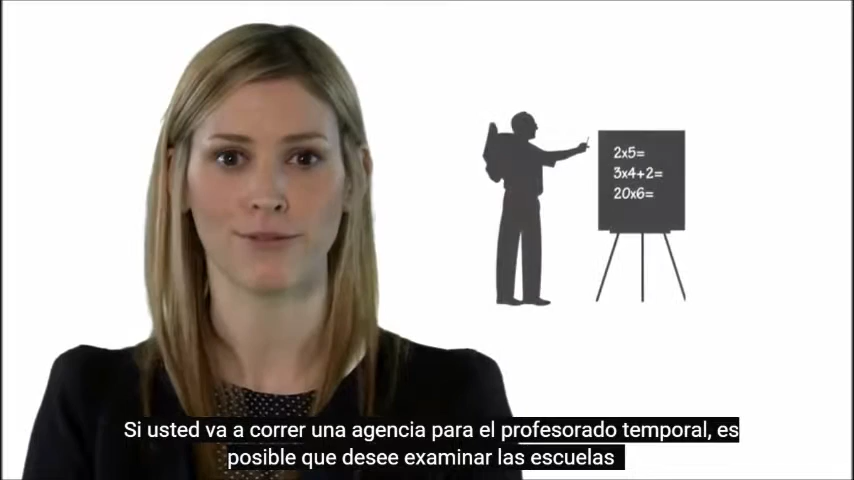 2x5=
3x4+2=
20x6=
Si usted va a correr una agencia para el profesorado temporal, es
posible que desee examinar las escuelas